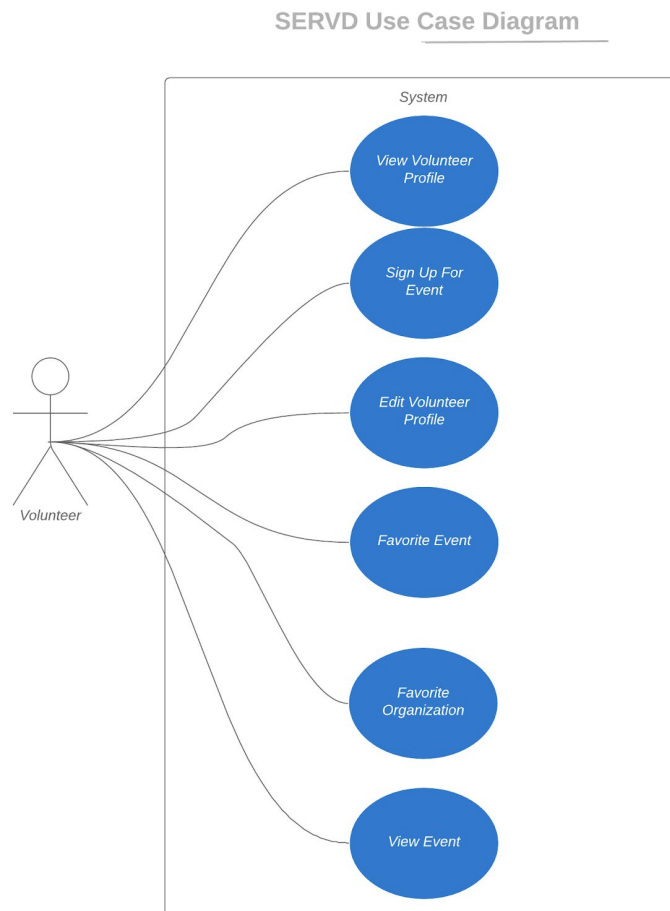 SERVD Use Case Diagram
System
View Volunteer
Profile
Sign Up For
Event
Edit Volunteer
Profile
Volunteer
Favorite Event
Favorite
Organization
View Event